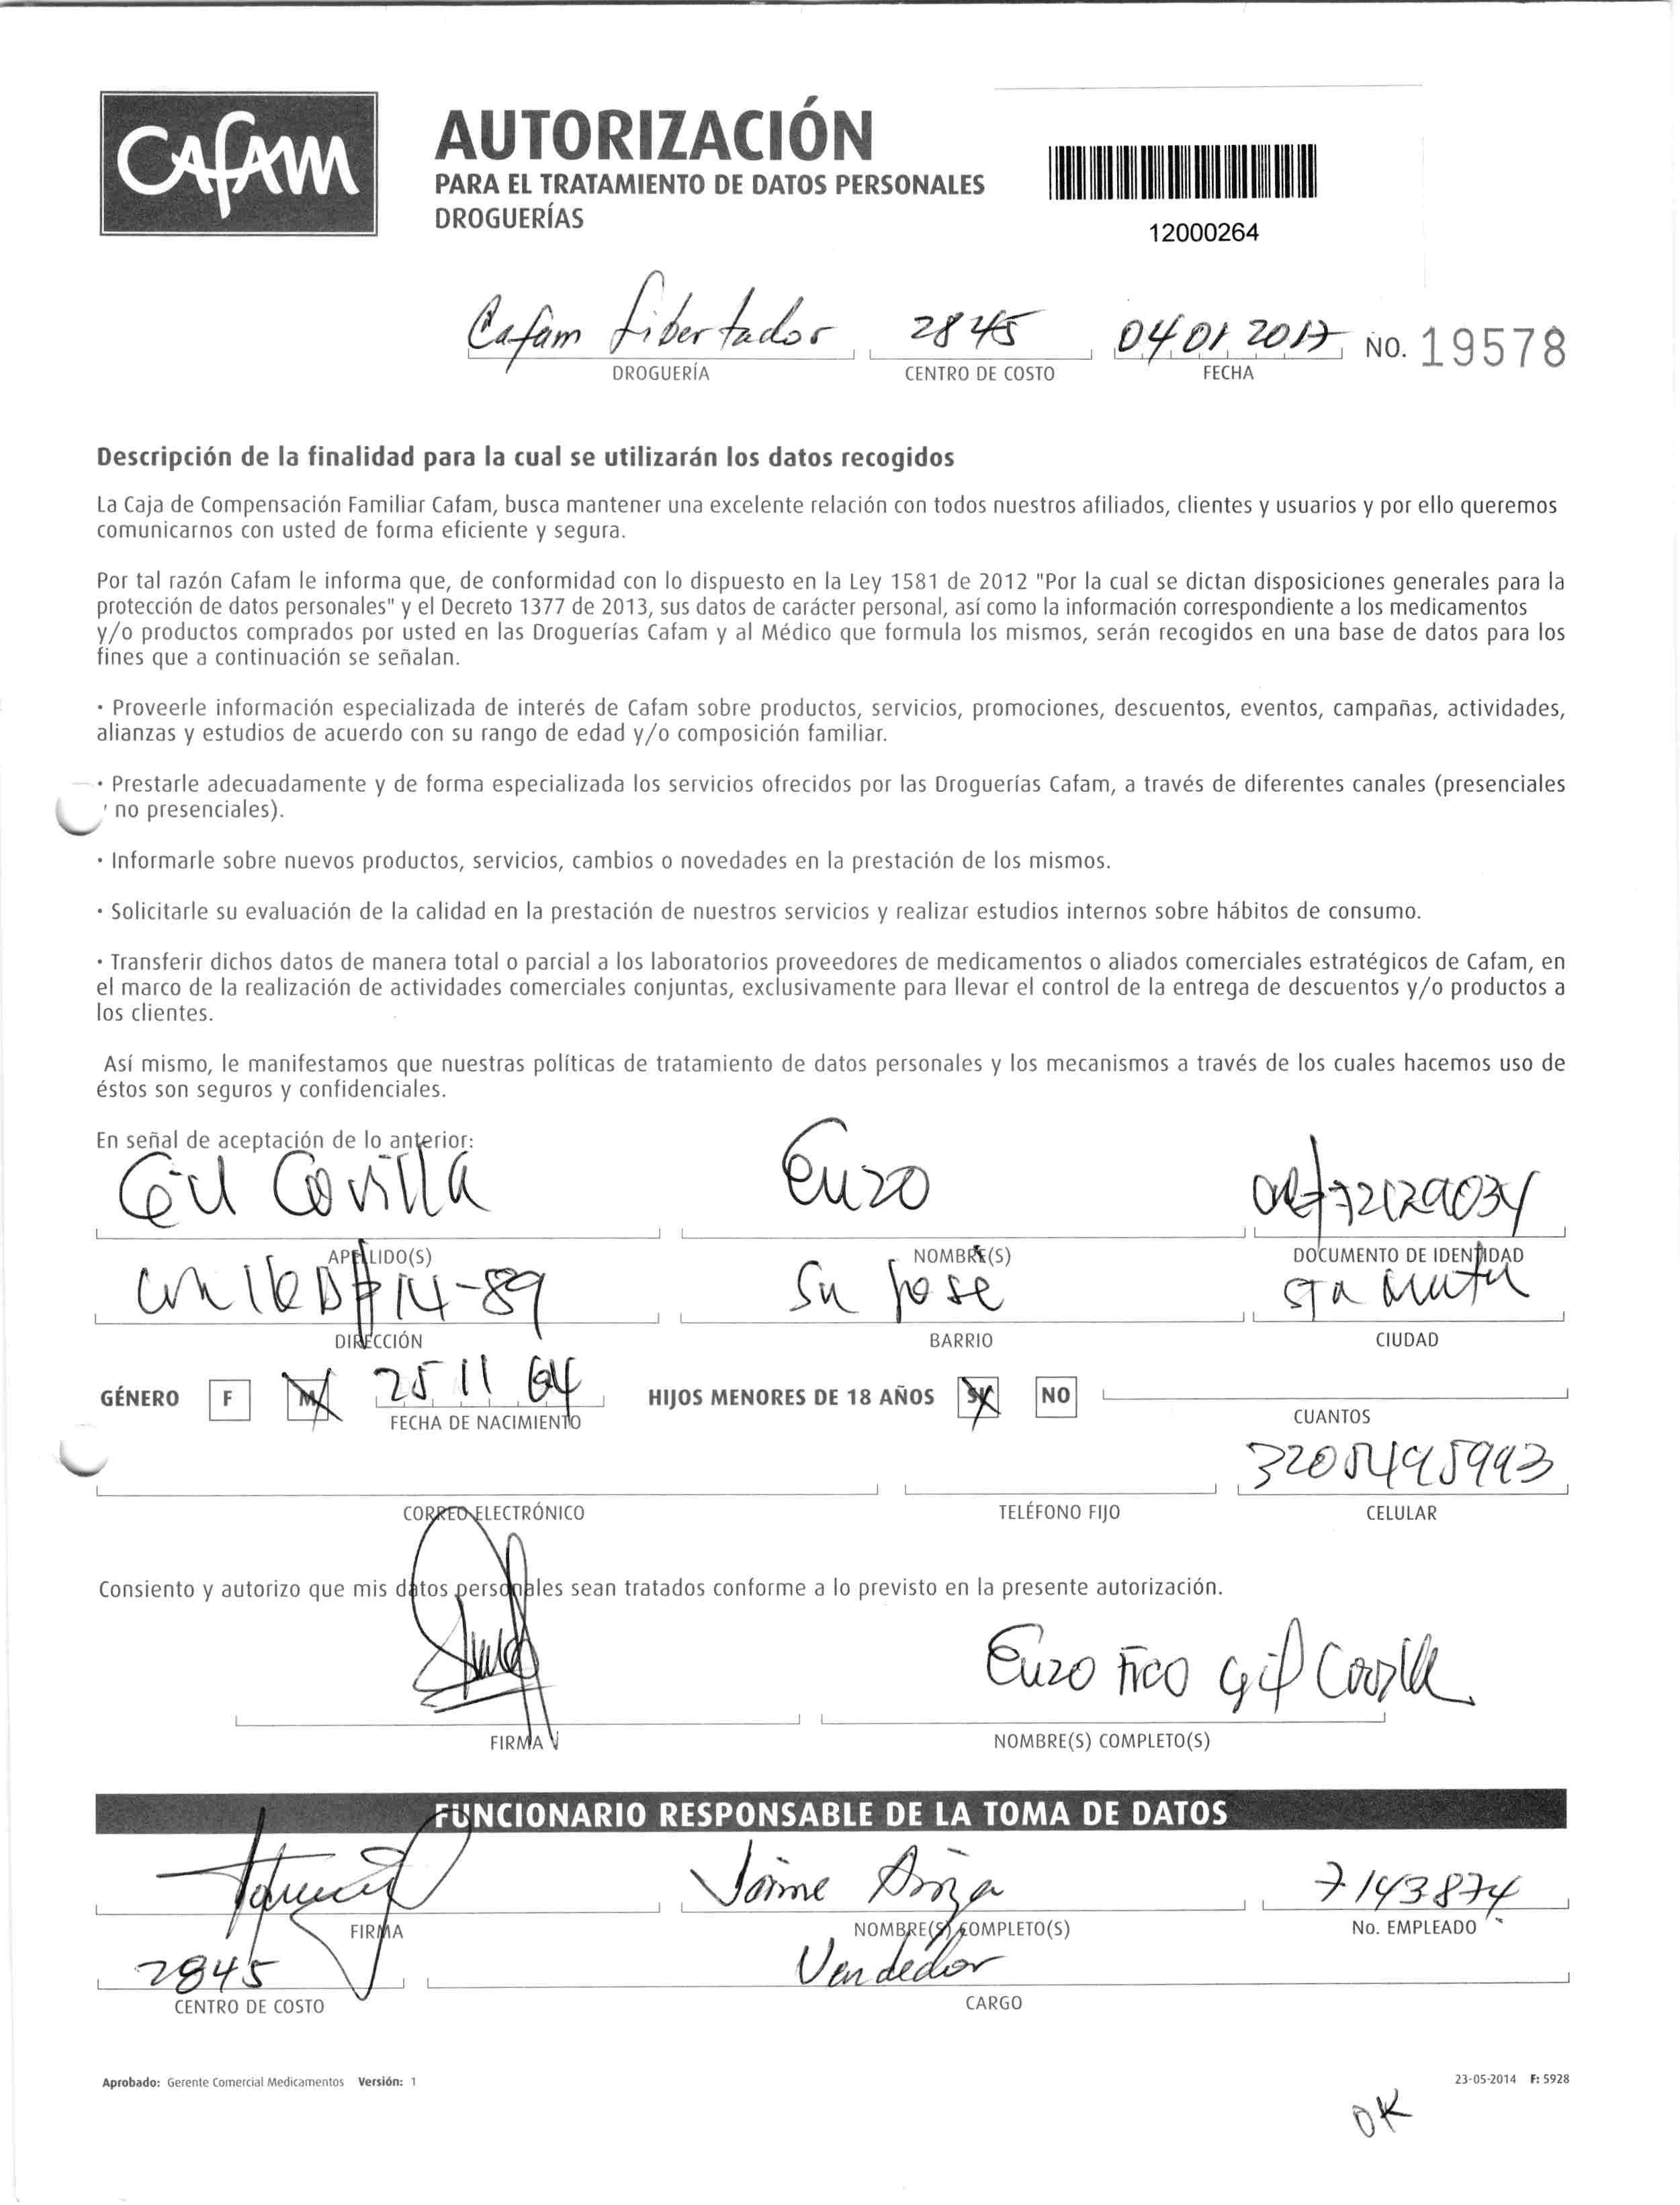 Cafam
AUTORIZACIÓN
PARA EL TRATAMIENTO DE DATOS PERSONALES
DROGUERÍAS
12000264
Cafam Libertador 2845 04 01 2017 NO. 19578
DROGUERÍA CENTRO DE COSTO FECHA
Descripción de la finalidad para la cual se utilizarán los datos recogidos
La Caja de Compensación Familiar Cafam, busca mantener una excelente relación con todos nuestros afiliados, clientes y usuarios y por ello queremos
comunicarnos con usted de forma eficiente y segura.
Por tal razón Cafam le informa que, de conformidad con lo dispuesto en la Ley 1581 de 2012 "Por la cual se dictan disposiciones generales para la
protección de datos personales" y el Decreto 1377 de 2013, sus datos de carácter personal, así como la información correspondiente a los medicamentos
y/o productos comprados por usted en las Droguerías Cafam y al Médico que formula los mismos, serán recogidos en una base de datos para los
fines que a continuación se señalan.
· Proveerle información especializada de interés de Cafam sobre productos, servicios, promociones, descuentos, eventos, campañas, actividades,
alianzas y estudios de acuerdo con su rango de edad y/o composición familiar.
· Prestarle adecuadamente y de forma especializada los servicios ofrecidos por las Droguerías Cafam, a través de diferentes canales (presenciales
no presenciales).
· Informarle sobre nuevos productos, servicios, cambios o novedades en la prestación de los mismos.
· Solicitarle su evaluación de la calidad en la prestación de nuestros servicios y realizar estudios internos sobre hábitos de consumo.
· Transferir dichos datos de manera total o parcial a los laboratorios proveedores de medicamentos o aliados comerciales estratégicos de Cafam, en
el marco de la realización de actividades comerciales conjuntas, exclusivamente para llevar el control de la entrega de descuentos y/o productos a
los clientes.
Así mismo, le manifestamos que nuestras políticas de tratamiento de datos personales y los mecanismos a través de los cuales hacemos uso de
éstos son seguros y confidenciales.
En señal de aceptación de lo anterior:
Gil Covilla Enzo
APELLIDO(S) NOMBRE(S) DOCUMENTO DE IDENTIDAD
14-89 Sn Jose Sta Marta
DIRECCIÓN BARRIO CIUDAD
GÉNERO F M 25 11 64 HIJOS MENORES DE 18 AÑOS SÍ NO
FECHA DE NACIMIENTO CUANTOS
CORREO ELECTRÓNICO TELÉFONO FIJO CELULAR
Consiento y autorizo que mis datos personales sean tratados conforme a lo previsto en la presente autorización.
Enzo Fico Gil Covilla
FIRMA NOMBRE(S) COMPLETO(S)
FUNCIONARIO RESPONSABLE DE LA TOMA DE DATOS
Jaime Ariza 7143874
FIRMA NOMBRE(S) COMPLETO(S) No. EMPLEADO
2845 Vendedor
CENTRO DE COSTO CARGO
Aprobado: Gerente Comercial Medicamentos Versión: 1 23-05-2014 F: 5928
OK